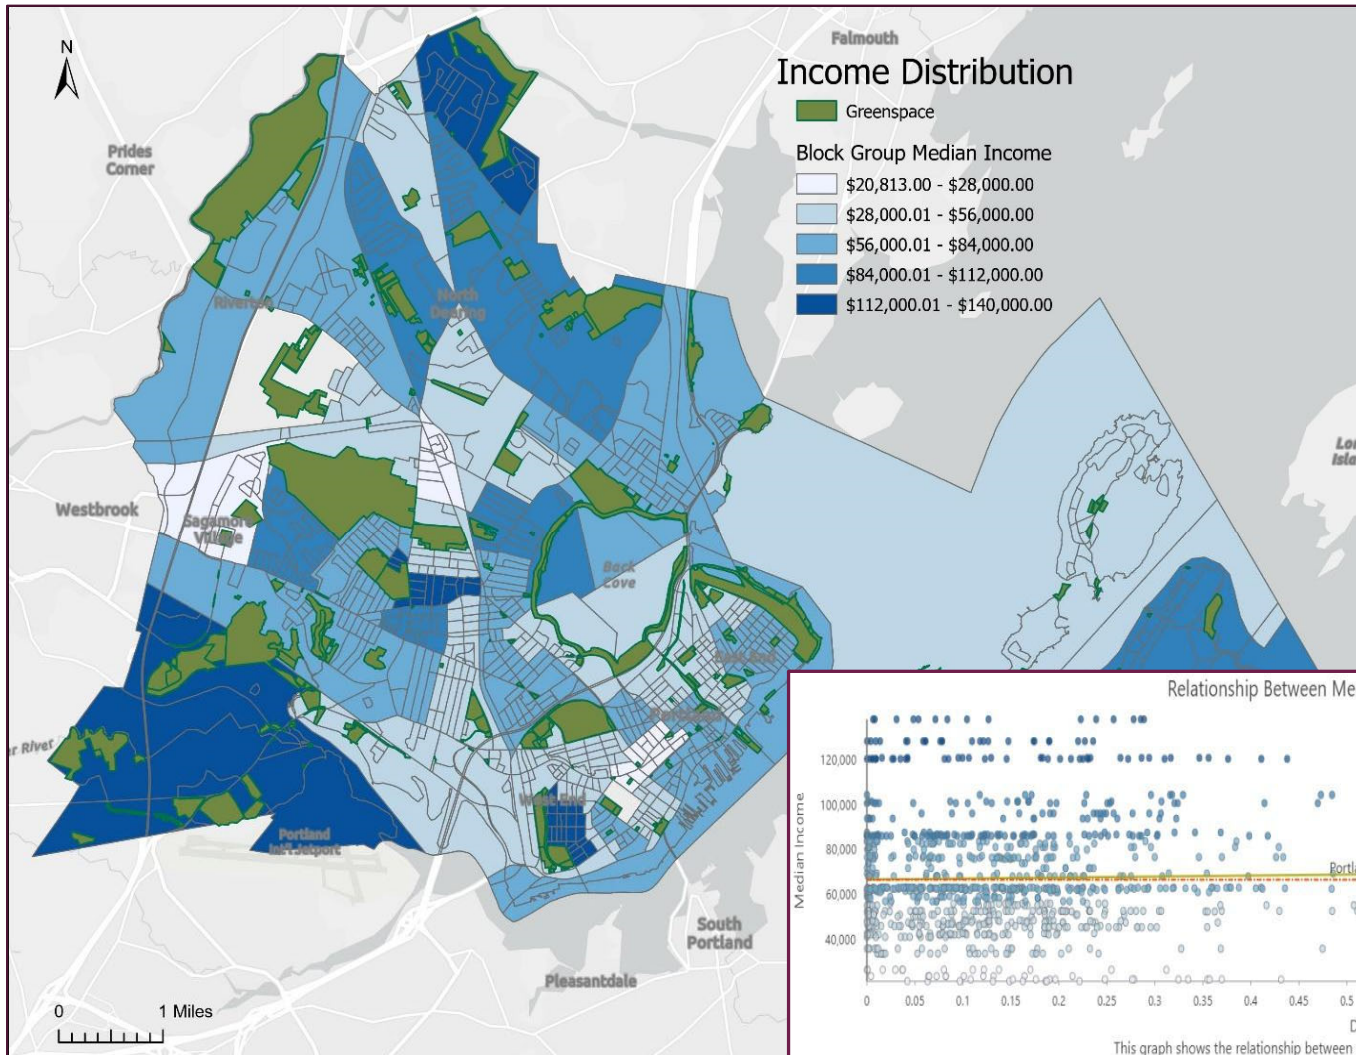 N
Falmouth
Income Distribution
Greenspace
Block Group Median Income
$20,813.00 - $28,000.00
$28,000.01 - $56,000.00
$56,000.01 - $84,000.00
$84,000.01 - $112,000.00
$112,000.01 - $140,000.00
Prides
Corner
Riverton
North
Deering
Westbrook
Sagamore
Village
Back
Cove
East End
Portland
West End
Portland
Int'l Jetport
River
South
Portland
Pleasantdale
0 1 Miles
Relationship Between Me
Median Income
120,000
100,000
80,000
60,000
40,000
0 0.05 0.1 0.15 0.2 0.25 0.3 0.35 0.4 0.45 0.5
Portla
D
This graph shows the relationship between